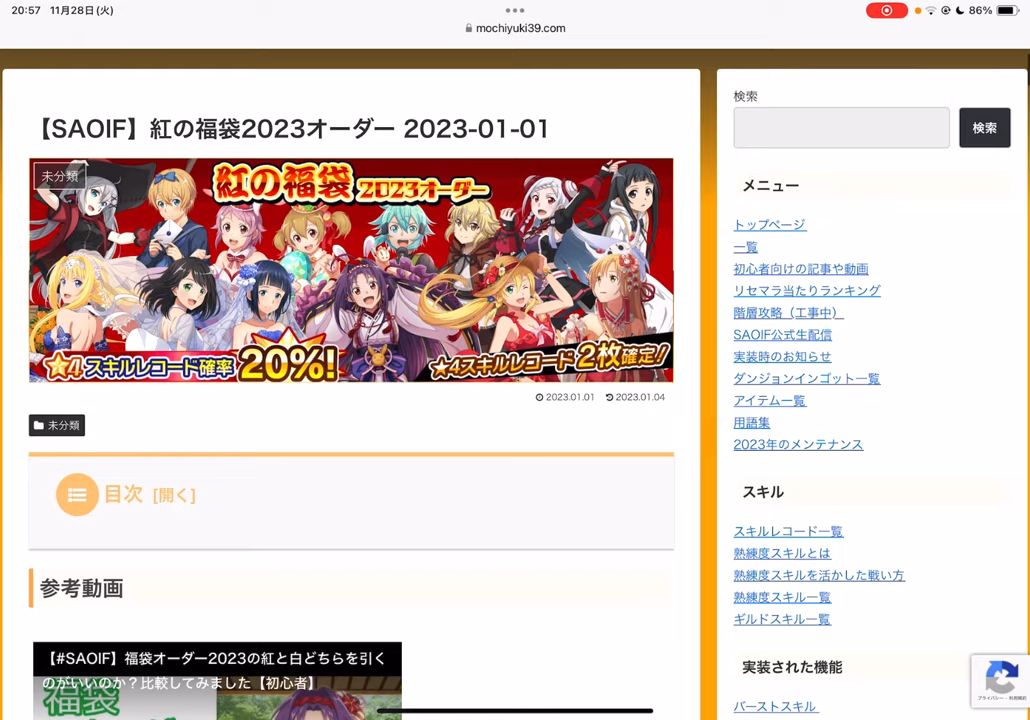 20:57 11月28日(火)
86%
mochiyuki39.com
【SAOIF】紅の福袋2023オーダー 2023-01-01
未分類
紅の福袋2023オーダー
★4スキルレコード確率20%!
★4スキルレコード2枚確定!
2023.01.01 2023.01.04
未分類
目次 [開く]
参考動画
【#SAOIF】福袋オーダー2023の紅と白どちらを引く
のがいいのか？比較してみました【初心者】
福袋
検索
検索
メニュー
トップページ
一覧
初心者向けの記事や動画
リセマラ当たりランキング
階層攻略（工事中）
SAOIF公式生配信
実装時のお知らせ
ダンジョンインゴット一覧
アイテム一覧
用語集
2023年のメンテナンス
スキル
スキルレコード一覧
熟練度スキルとは
熟練度スキルを活かした戦い方
熟練度スキル一覧
ギルドスキル一覧
実装された機能
バーストスキル
プライバシー - 利用規約